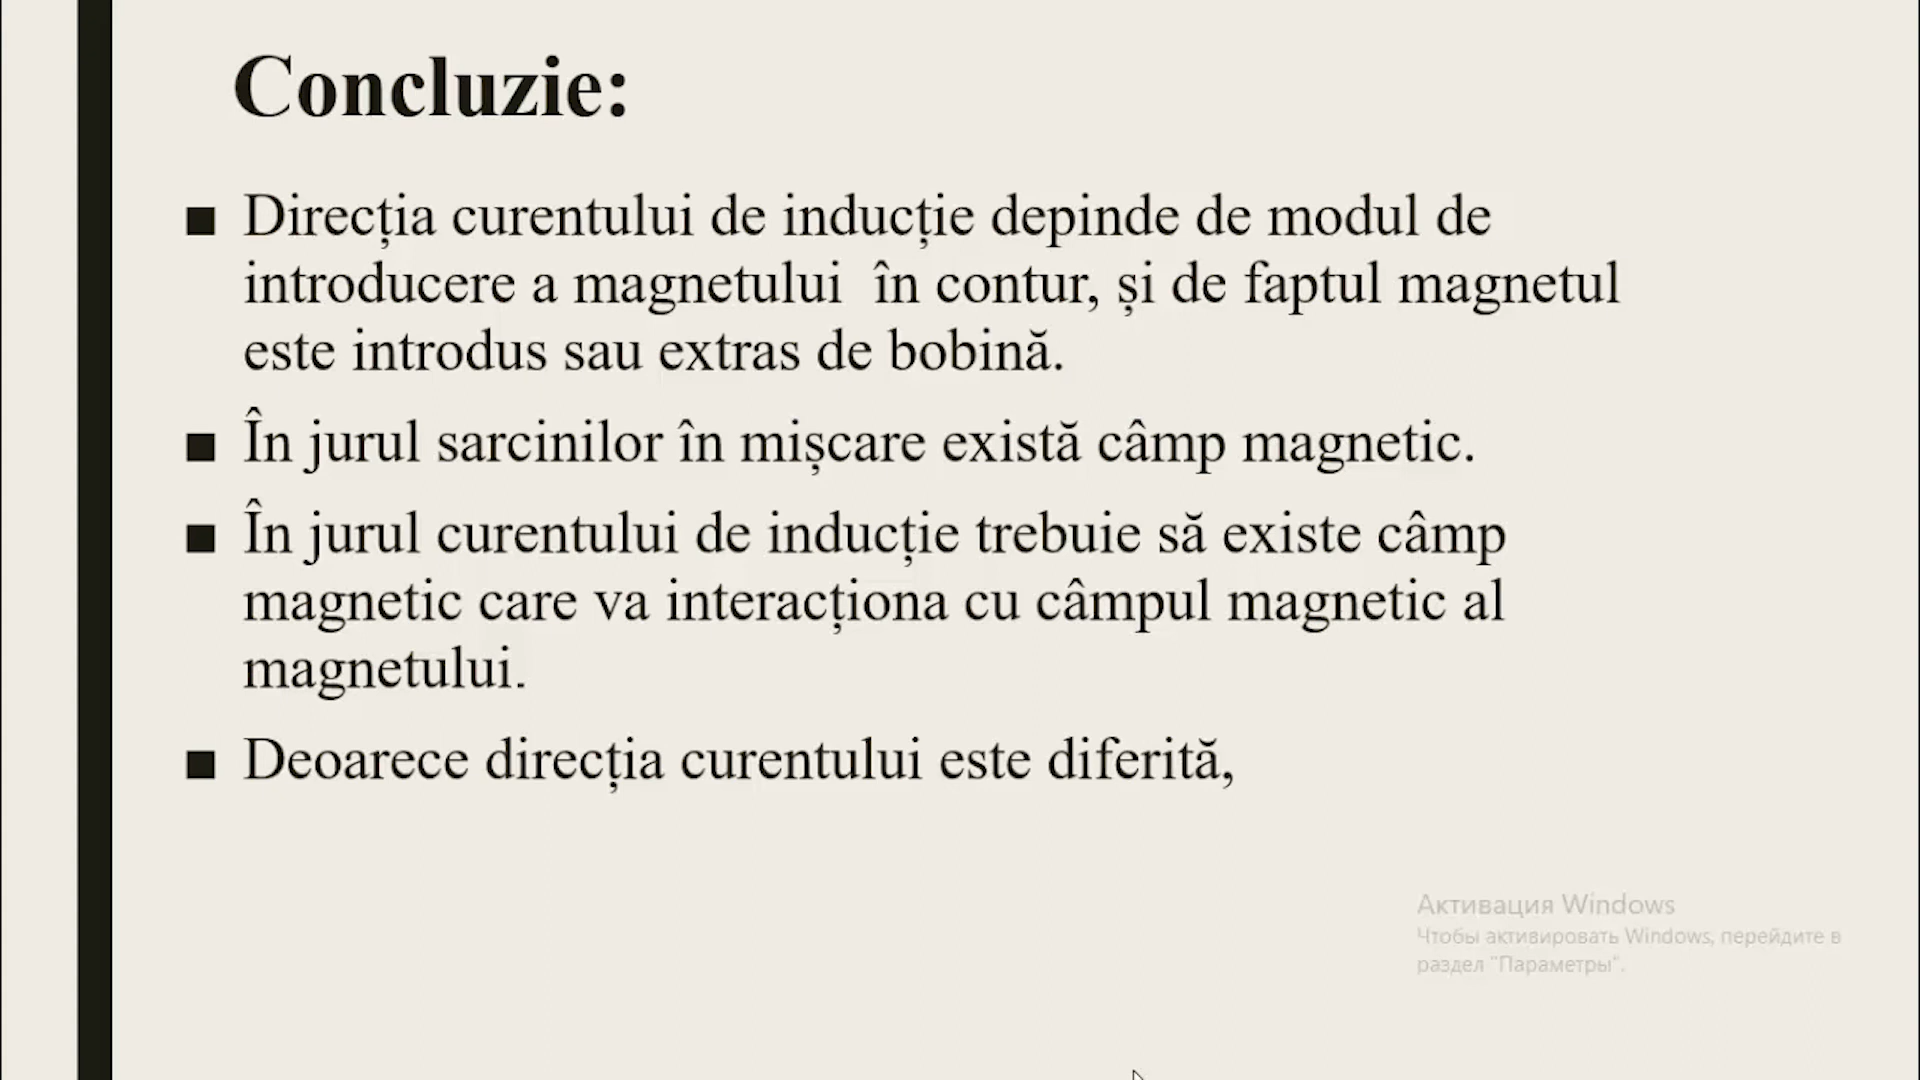 Concluzie:
■ Direcția curentului de inducție depinde de modul de
introducere a magnetului  în contur, și de faptul magnetul
este introdus sau extras de bobină.
■ În jurul sarcinilor în mișcare există câmp magnetic.
■ În jurul curentului de inducție trebuie să existe câmp
magnetic care va interacționa cu câmpul magnetic al
magnetului.
■ Deoarece direcția curentului este diferită,
Активация Windows
Чтобы активировать Windows, перейдите в
раздел "Параметры".